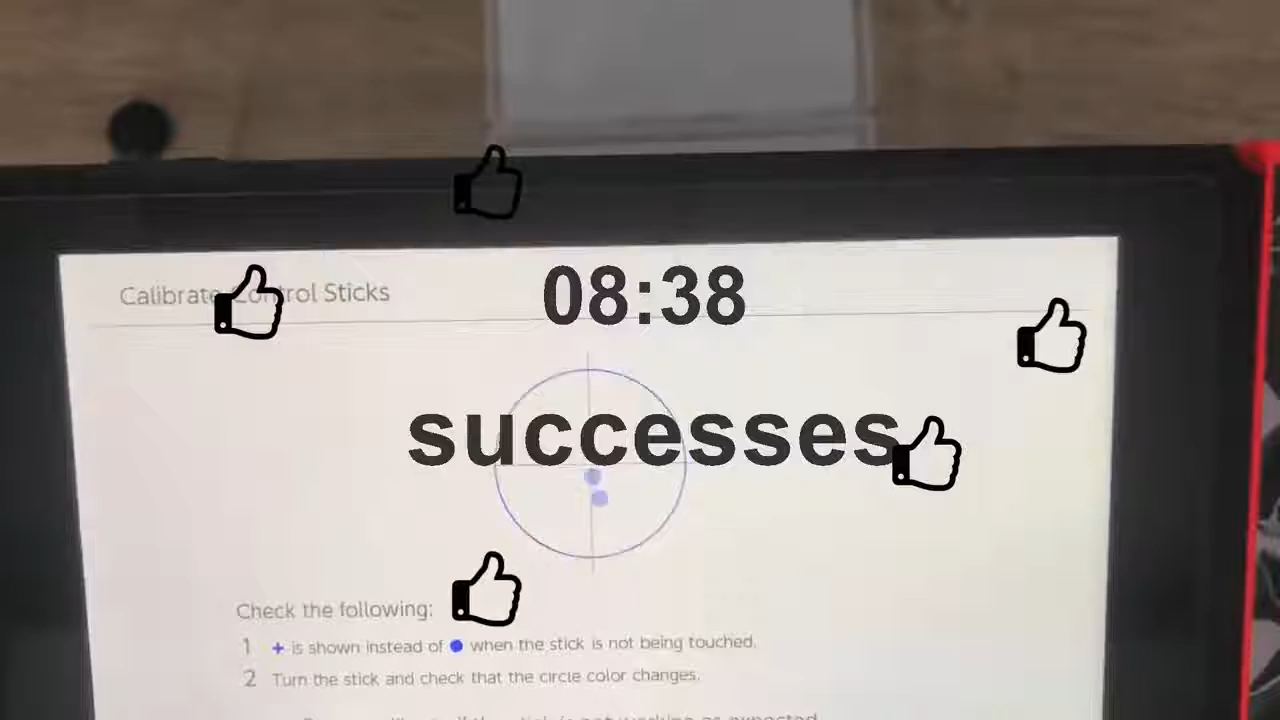 Calibrate Control Sticks
08:38
successes
Check the following:
1 + is shown instead of ● when the stick is not being touched.
2 Turn the stick and check that the circle color changes.